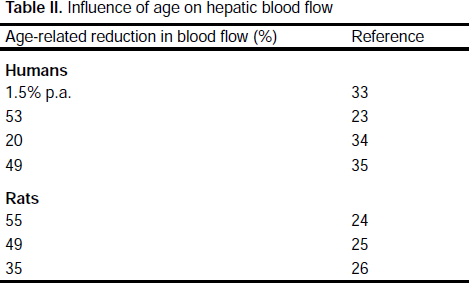 Table II. Influence of age on hepatic blood flow
Age-related reduction in blood flow (%) Reference
Humans
1.5% p.a. 33
53 23
20 34
49 35
Rats
55 24
49 25
35 26